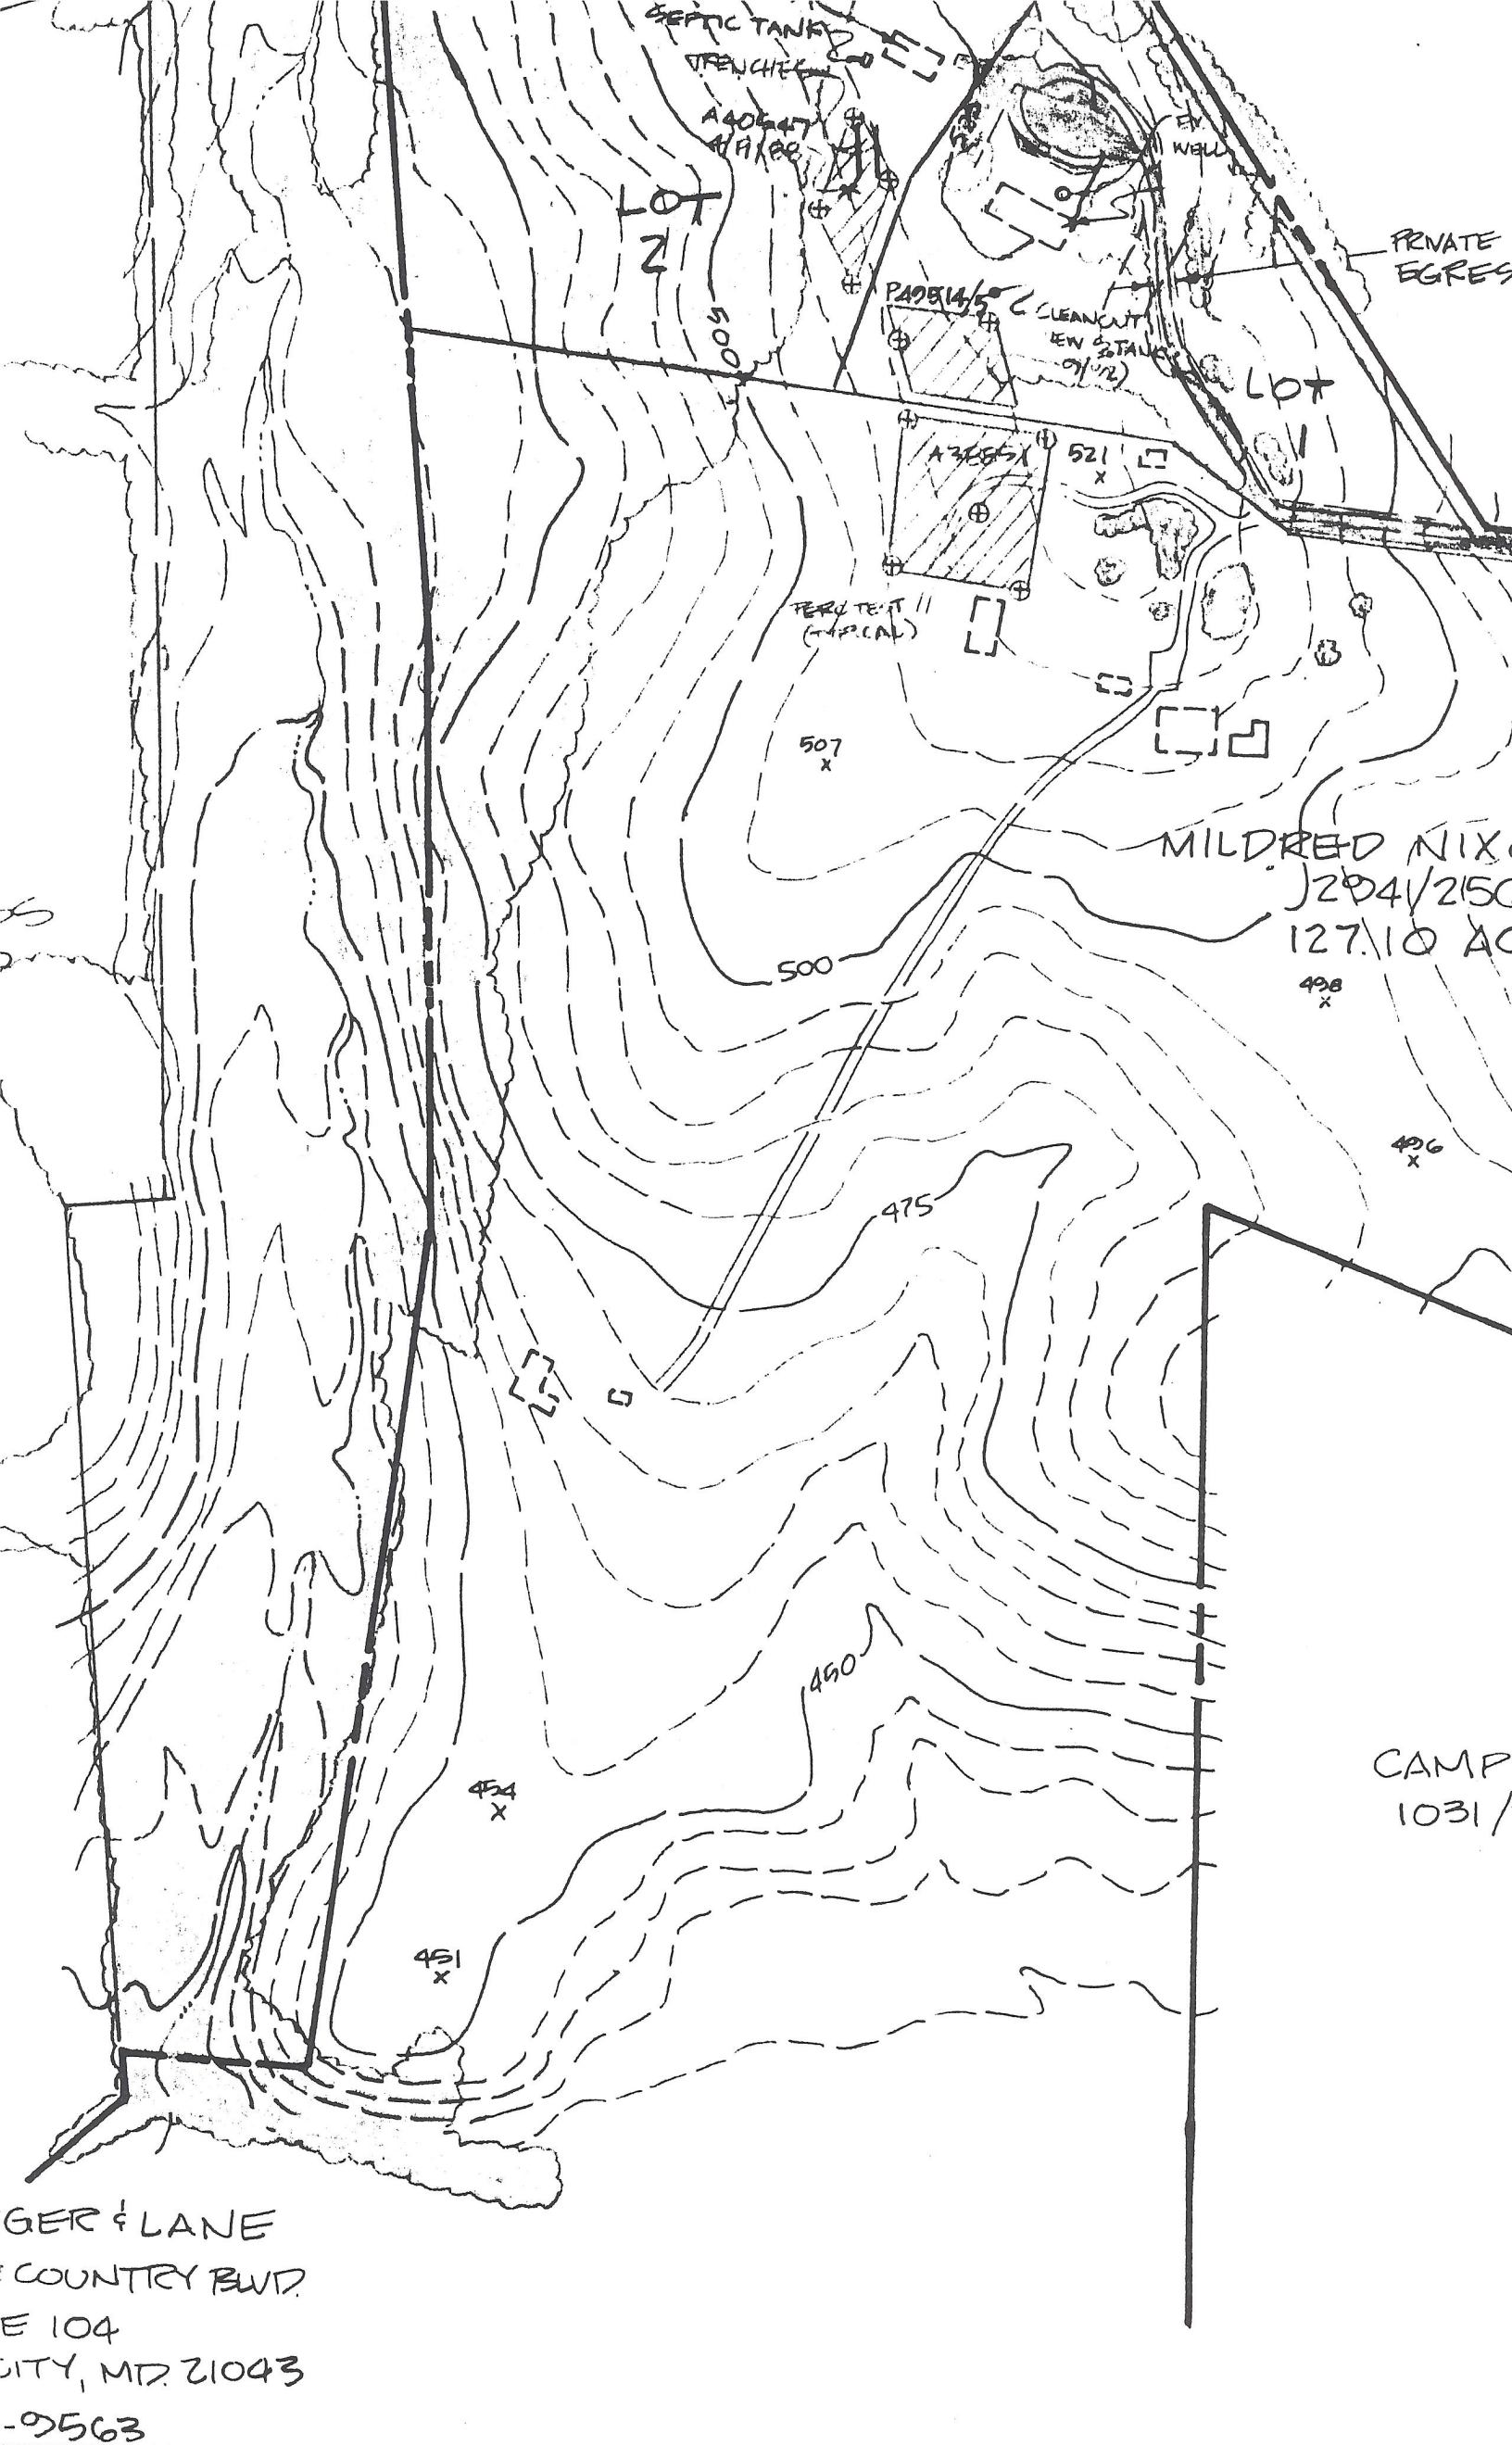 SEPTIC TANK
TRENCHES
EX
WELL
LOT
2
PRIVATE
EGRES
500
CLEANOUT
LOT
1
521
PERC TEST
(TYPICAL)
507
MILDRED NIX
127.10 AC
500
498
496
475
450
454
CAMP
1031/
451
GER & LANE
COUNTRY BLVD.
E 104
CITY, MD. 21043
-9563